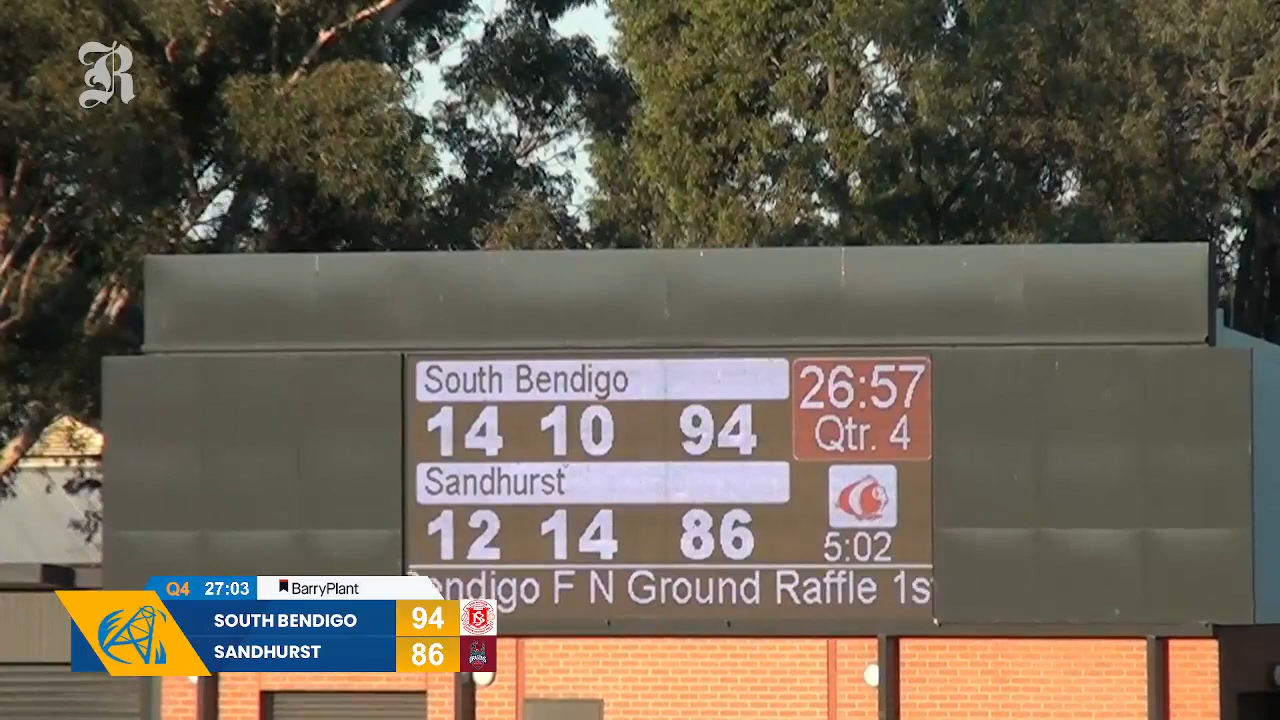 R
South Bendigo
14 10 94
26:57
Qtr. 4
Sandhurst
12 14 86
5:02
Bendigo F N Ground Raffle 1s
Q4 27:03 BarryPlant
SOUTH BENDIGO 94
SANDHURST 86